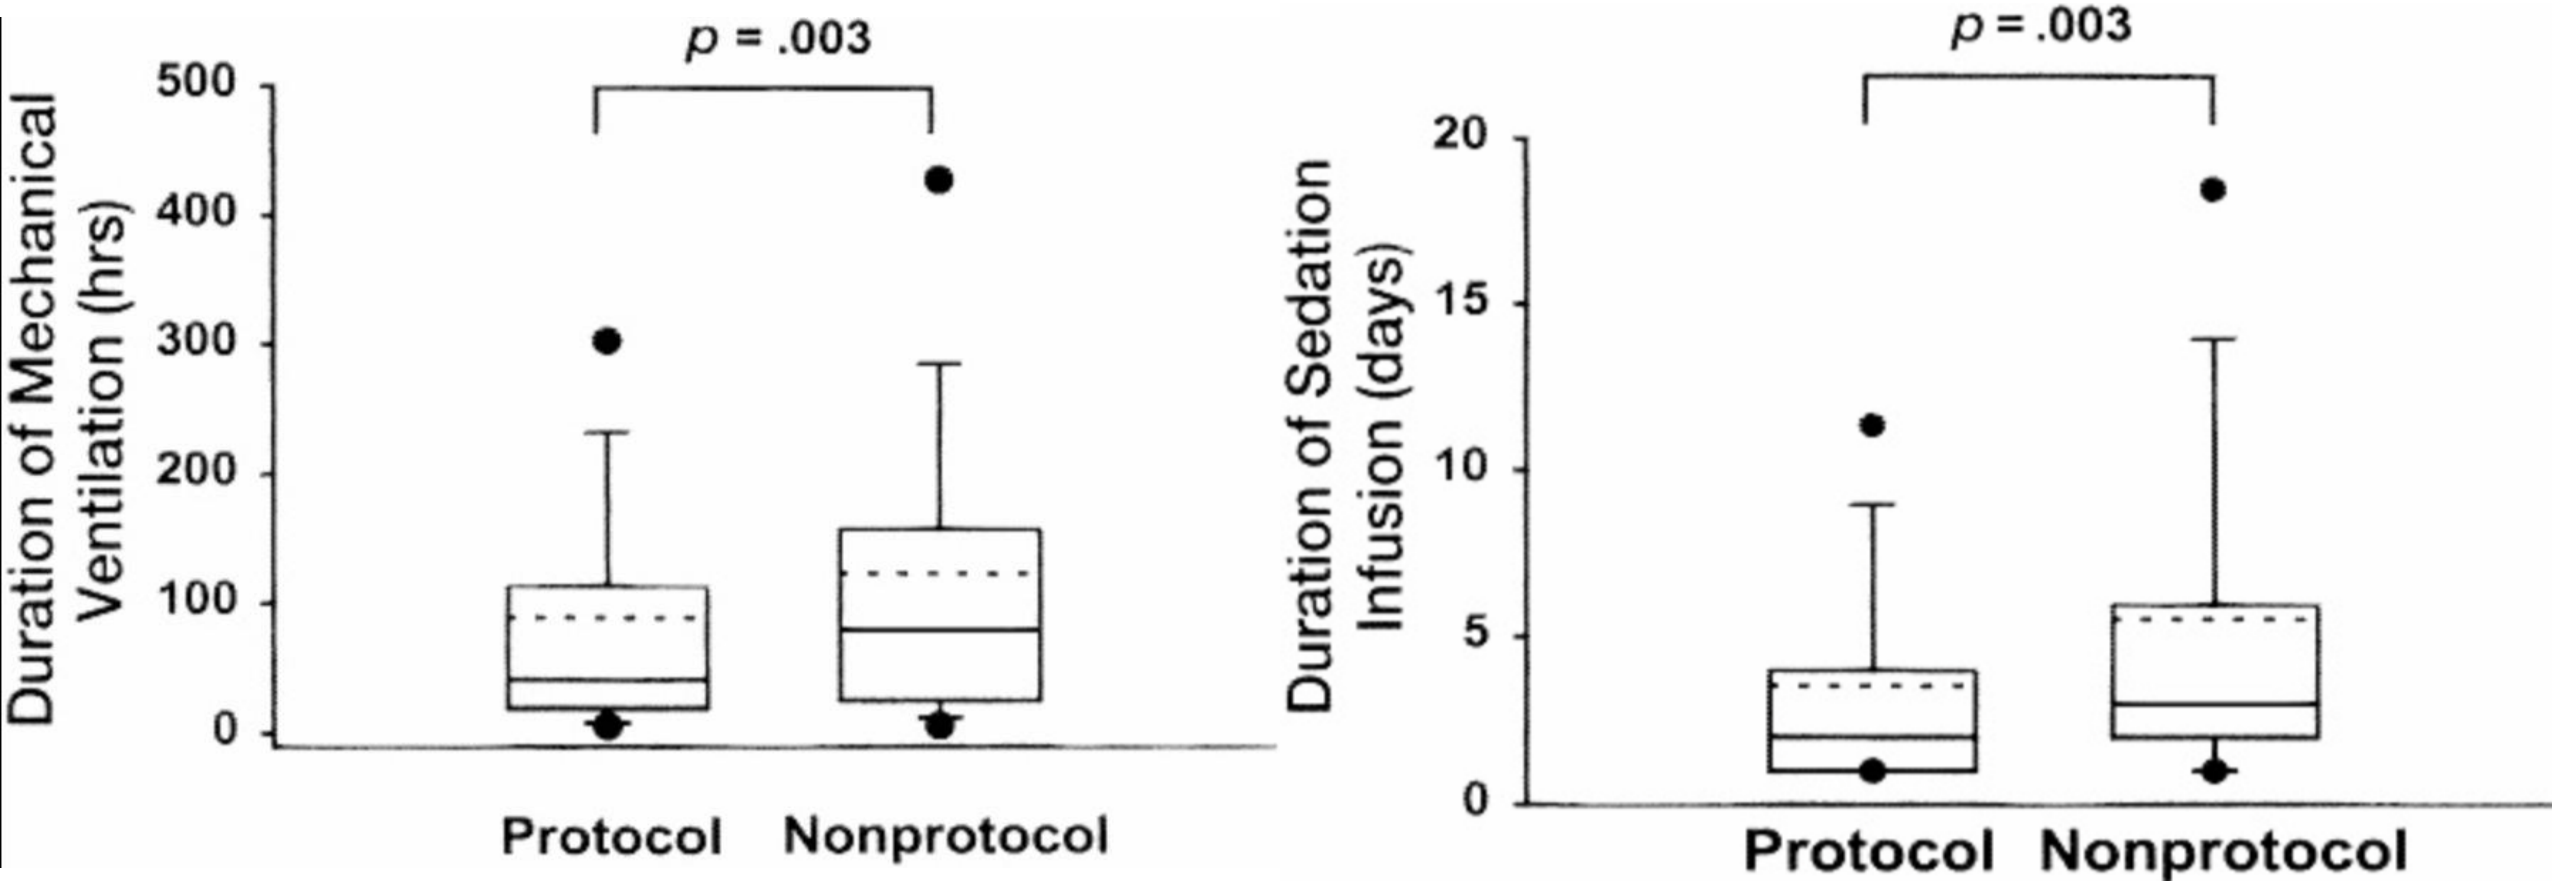 p = .003
Duration of Mechanical
Ventilation (hrs)
500
400
300
200
100
0
Protocol
Nonprotocol
p = .003
Duration of Sedation
Infusion (days)
20
15
10
5
0
Protocol
Nonprotocol